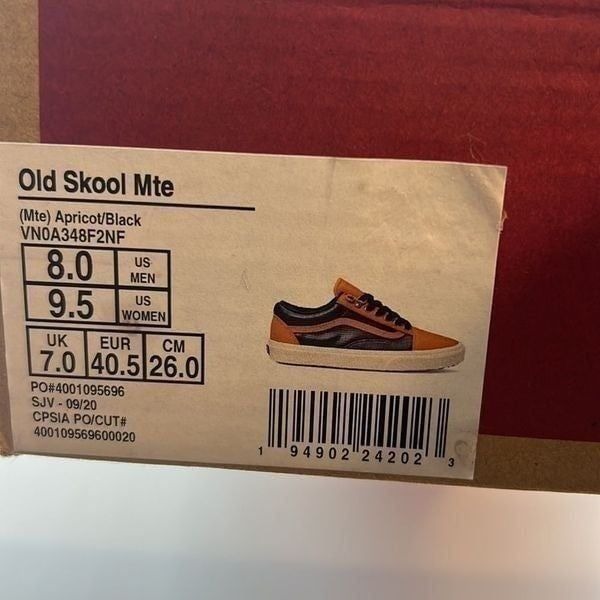 Old Skool Mte
(Mte) Apricot/Black
VN0A348F2NF
8.0 US MEN
9.5 US WOMEN
UK EUR CM
7.0 40.5 26.0
PO#4001095696
SJV - 09/20
CPSIA PO/CUT#
400109569600020
1 94902 24202 3